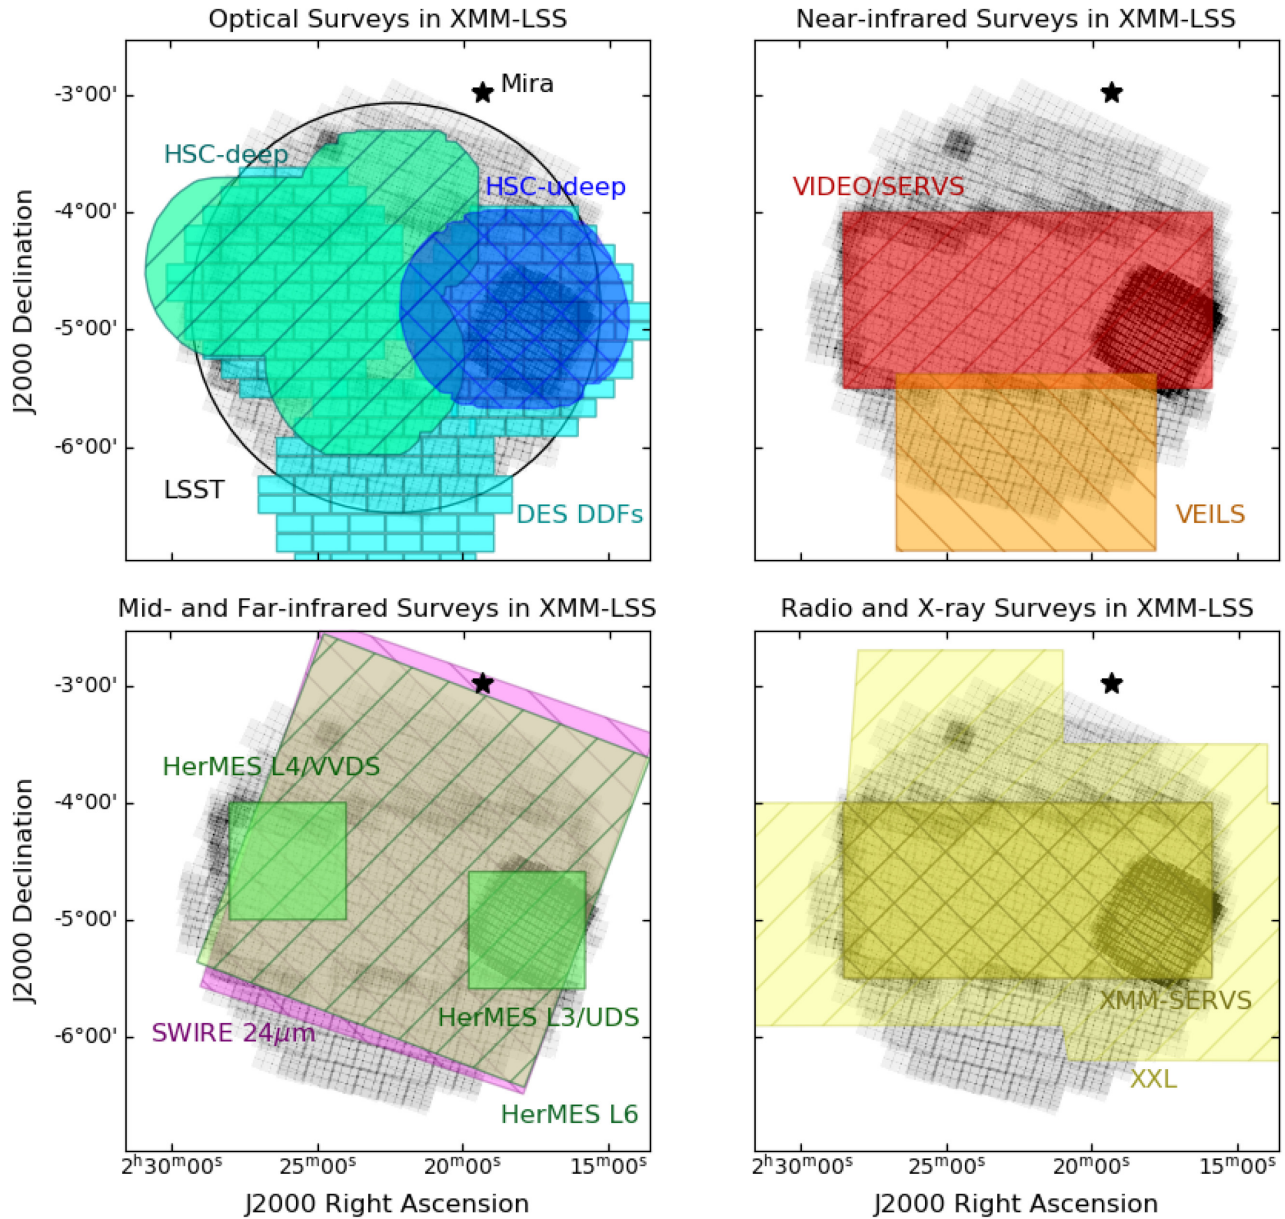 Optical Surveys in XMM-LSS
Near-infrared Surveys in XMM-LSS
J2000 Declination
-3°00'
-4°00'
-5°00'
-6°00'
Mira
HSC-deep
HSC-udeep
LSST
DES DDFs
VIDEO/SERVS
VEILS
Mid- and Far-infrared Surveys in XMM-LSS
Radio and X-ray Surveys in XMM-LSS
J2000 Declination
-3°00'
-4°00'
-5°00'
-6°00'
HerMES L4/VVDS
HerMES L3/UDS
SWIRE 24μm
HerMES L6
XMM-SERVS
XXL
2ʰ30ᵐ00ˢ 25ᵐ00ˢ 20ᵐ00ˢ 15ᵐ00ˢ
2ʰ30ᵐ00ˢ 25ᵐ00ˢ 20ᵐ00ˢ 15ᵐ00ˢ
J2000 Right Ascension
J2000 Right Ascension